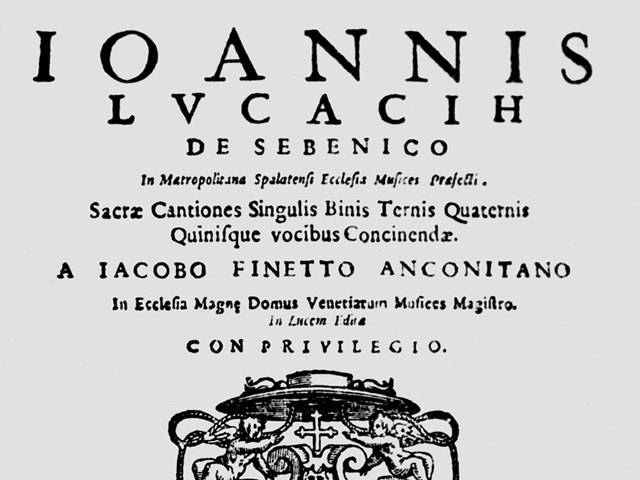 IOANNIS
LVCACIH
DE SEBENICO
In Metropolitana Spalatensi Ecclesia Musices Præfecti.
Sacræ Cantiones Singulis Binis Ternis Quaternis
Quiniſque vocibus Concinendæ.
A IACOBO FINETTO ANCONITANO
In Eccleſia Magnę Domus Venetiarum Muſices Magiſtro.
In Lucem Edita
CON PRIVILEGIO.